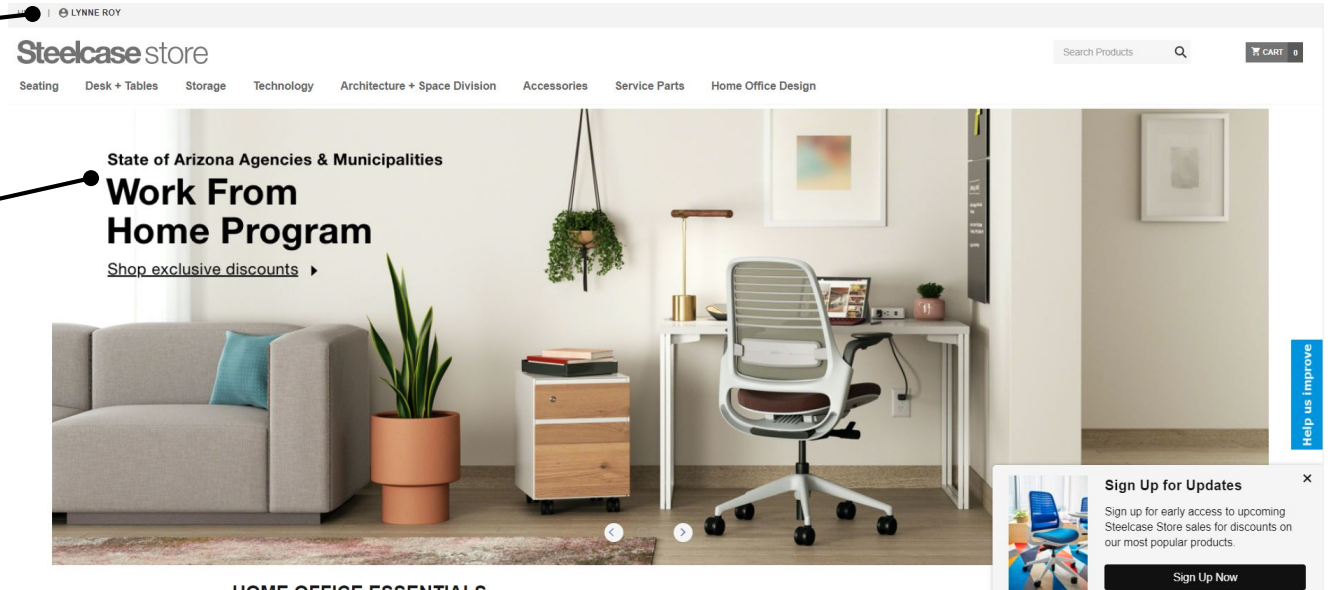 LYNNE ROY
Steelcase store
Search Products
CART 0
Seating Desk + Tables Storage Technology Architecture + Space Division Accessories Service Parts Home Office Design
State of Arizona Agencies & Municipalities
Work From
Home Program
Shop exclusive discounts
Help us improve
Sign Up for Updates
Sign up for early access to upcoming
Steelcase Store sales for discounts on
our most popular products.
Sign Up Now
HOME OFFICE ESSENTIALS